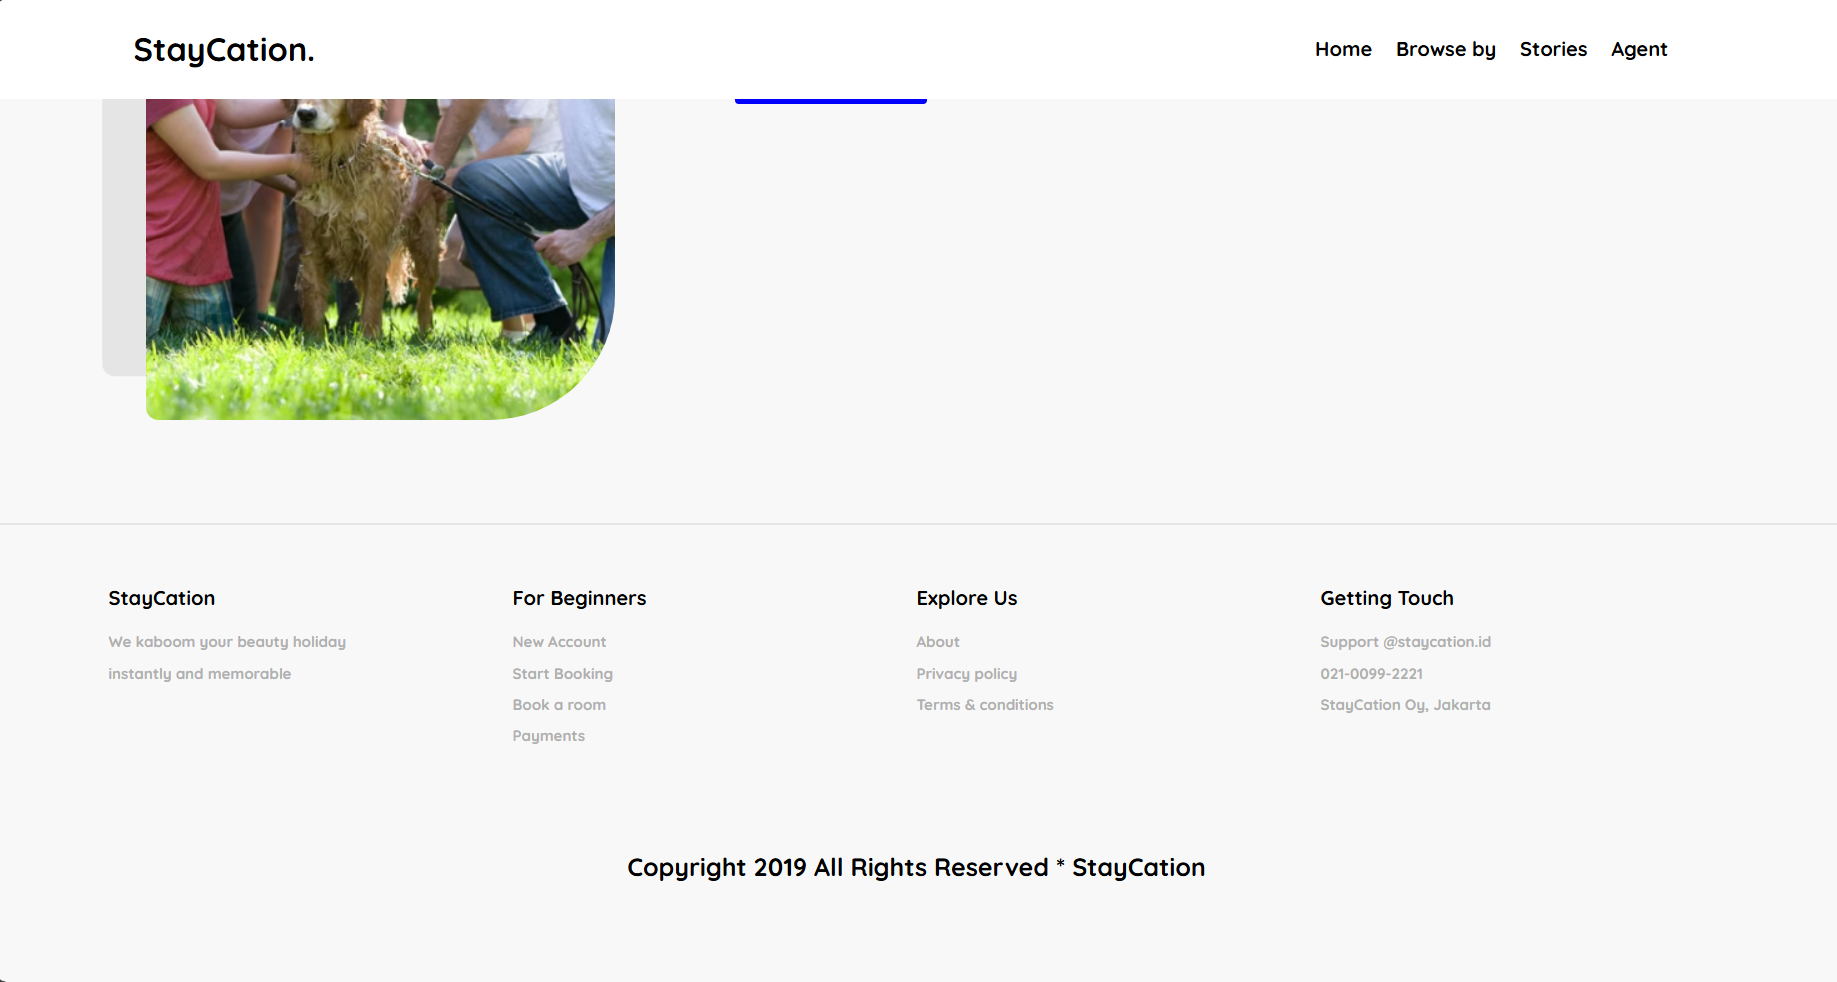 StayCation.
Home Browse by Stories Agent
StayCation
We kaboom your beauty holiday
instantly and memorable
For Beginners
New Account
Start Booking
Book a room
Payments
Explore Us
About
Privacy policy
Terms & conditions
Getting Touch
Support @staycation.id
021-0099-2221
StayCation Oy, Jakarta
Copyright 2019 All Rights Reserved * StayCation